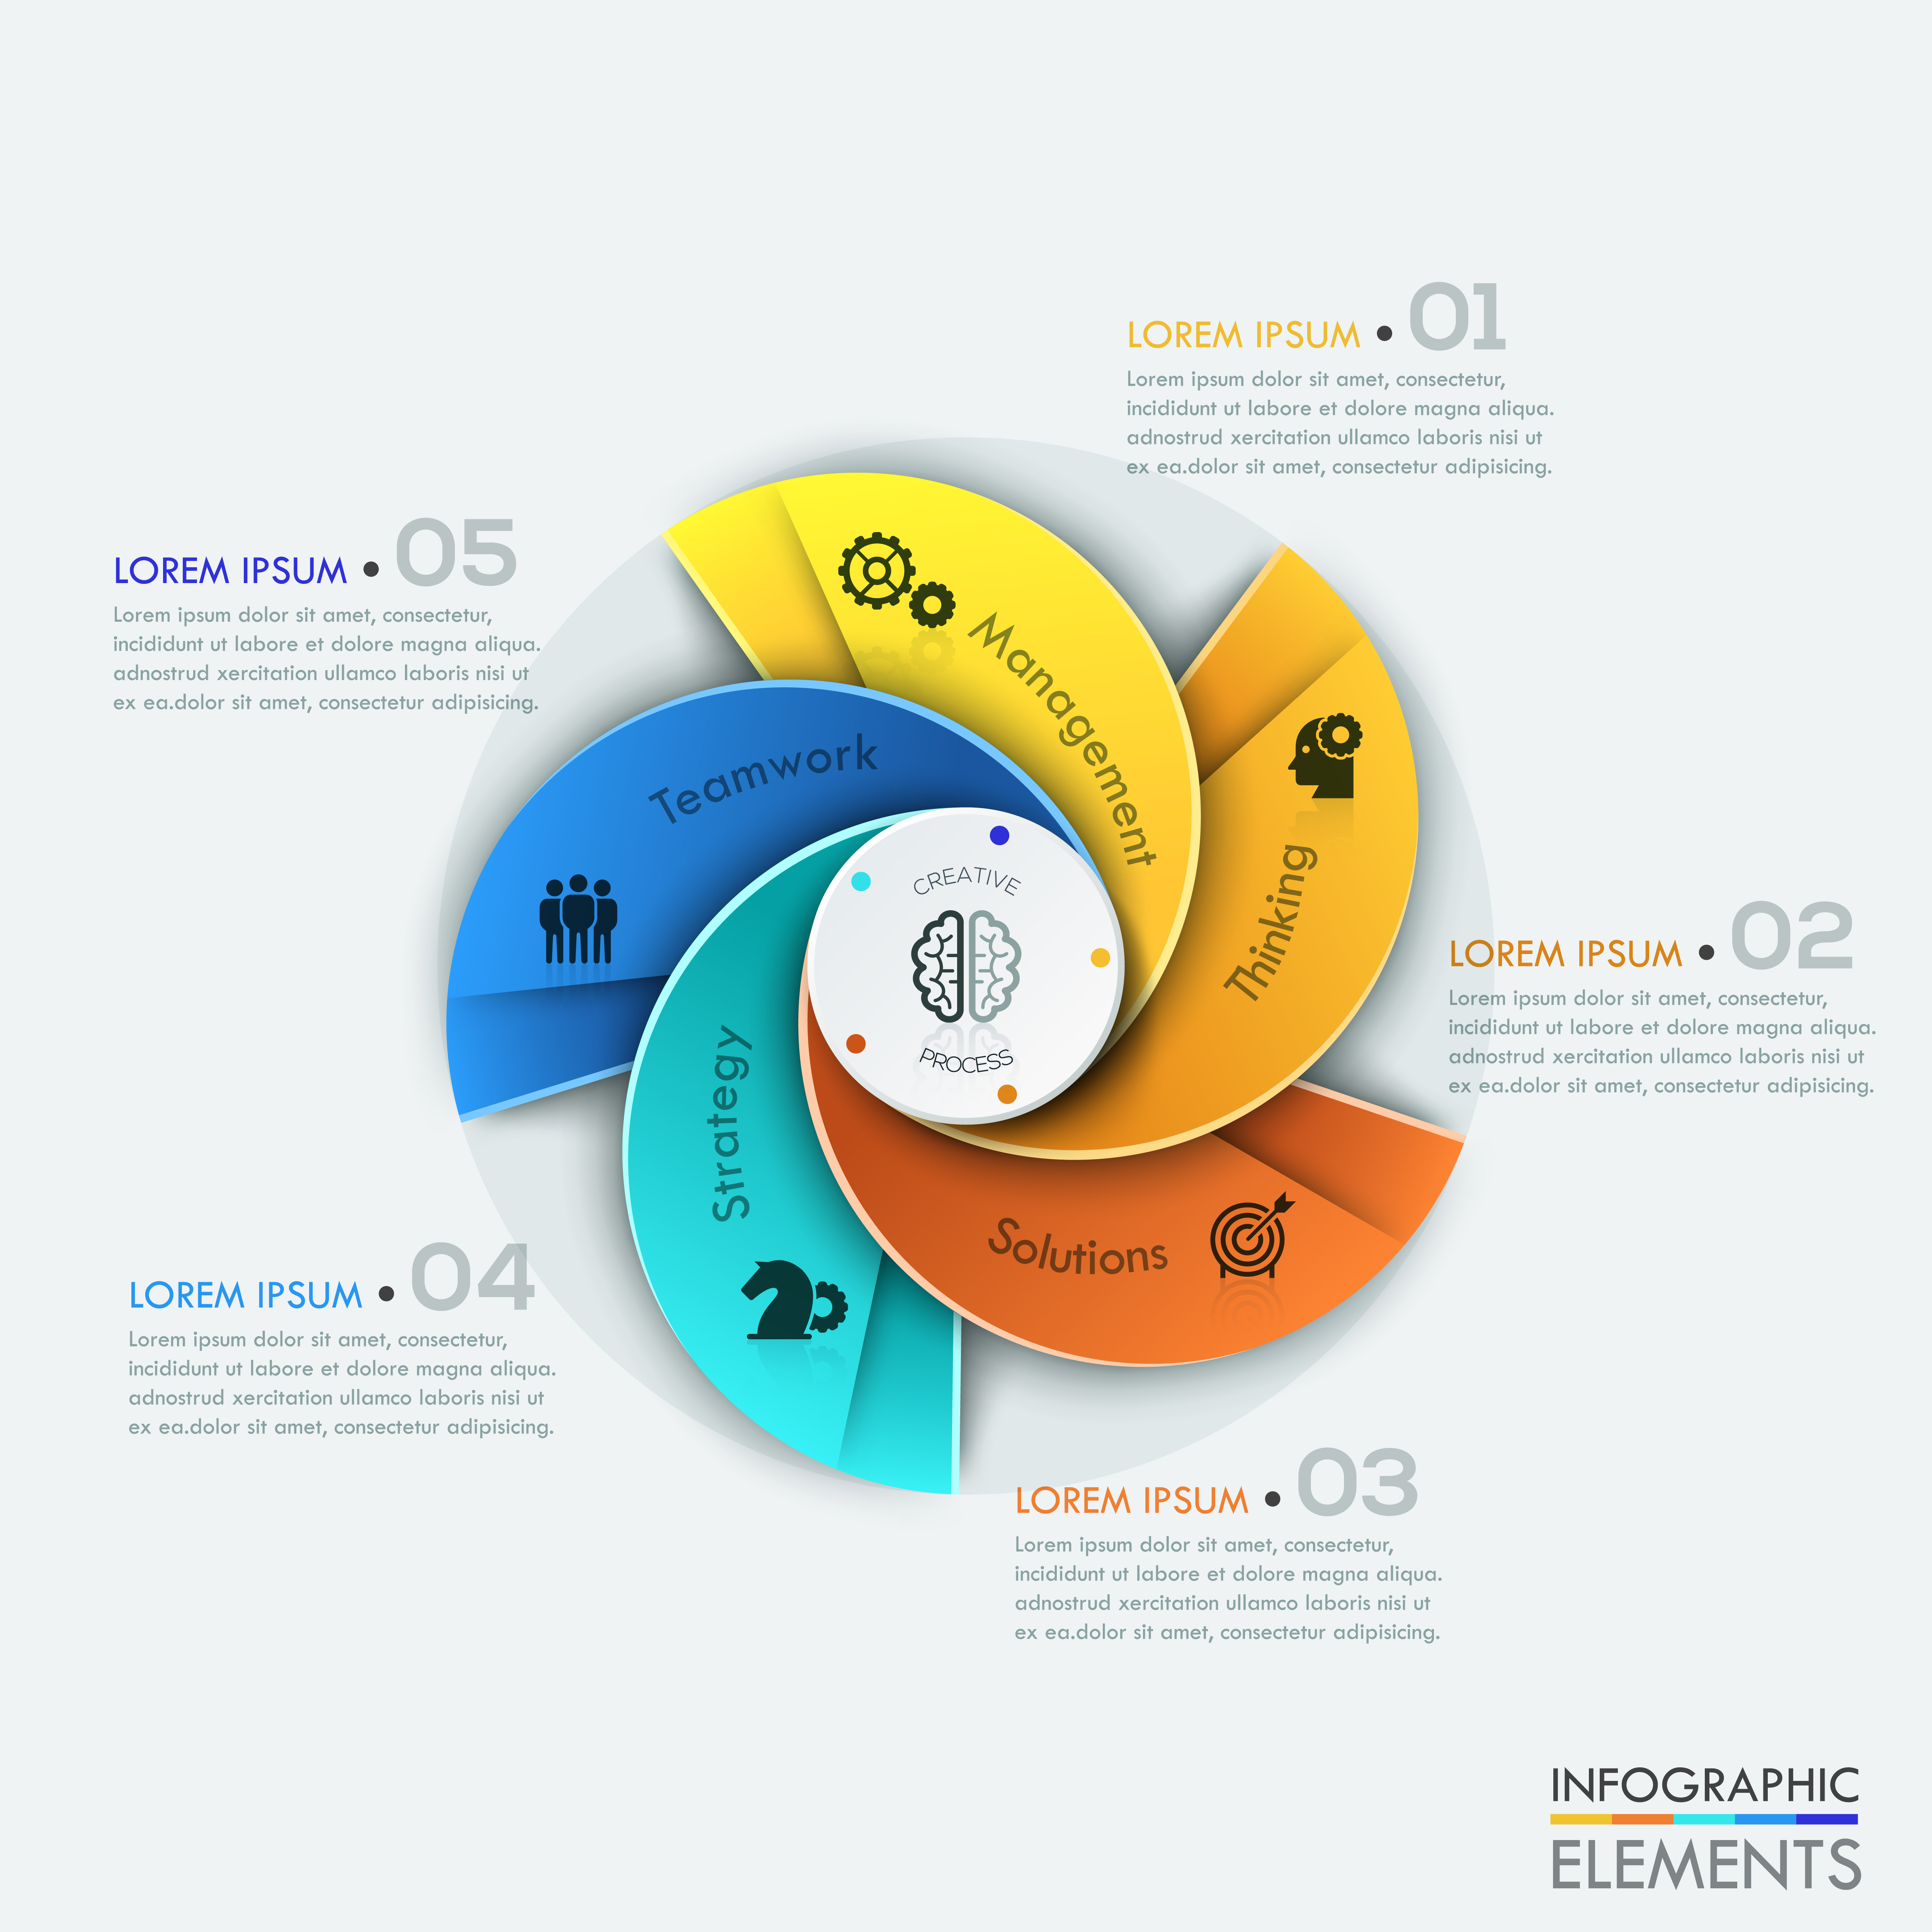 LOREM IPSUM • 01
Lorem ipsum dolor sit amet, consectetur,
incididunt ut labore et dolore magna aliqua.
adnostrud xercitation ullamco laboris nisi ut
ex ea.dolor sit amet, consectetur adipisicing.
LOREM IPSUM • 05
Lorem ipsum dolor sit amet, consectetur,
incididunt ut labore et dolore magna aliqua.
adnostrud xercitation ullamco laboris nisi ut
ex ea.dolor sit amet, consectetur adipisicing.
Management
Teamwork
Thinking
CREATIVE
PROCESS
Strategy
Solutions
LOREM IPSUM • 02
Lorem ipsum dolor sit amet, consectetur,
incididunt ut labore et dolore magna aliqua.
adnostrud xercitation ullamco laboris nisi ut
ex ea.dolor sit amet, consectetur adipisicing.
LOREM IPSUM • 04
Lorem ipsum dolor sit amet, consectetur,
incididunt ut labore et dolore magna aliqua.
adnostrud xercitation ullamco laboris nisi ut
ex ea.dolor sit amet, consectetur adipisicing.
LOREM IPSUM • 03
Lorem ipsum dolor sit amet, consectetur,
incididunt ut labore et dolore magna aliqua.
adnostrud xercitation ullamco laboris nisi ut
ex ea.dolor sit amet, consectetur adipisicing.
INFOGRAPHIC
ELEMENTS